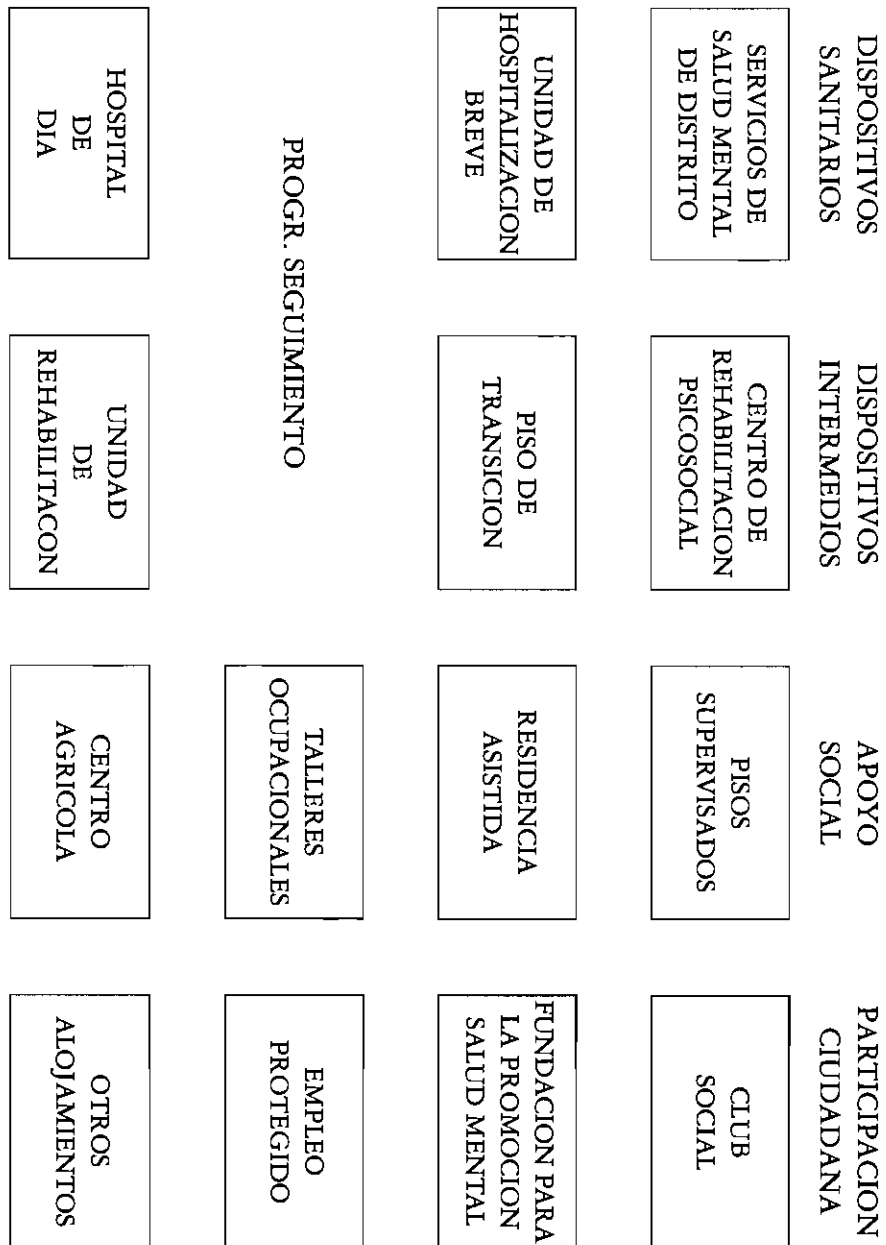 DISPOSITIVOS
SANITARIOS
DISPOSITIVOS
INTERMEDIOS
APOYO
SOCIAL
PARTICIPACION
CIUDADANA
SERVICIOS DE
SALUD MENTAL
DE DISTRITO
CENTRO DE
REHABILITACION
PSICOSOCIAL
PISOS
SUPERVISADOS
CLUB
SOCIAL
UNIDAD DE
HOSPITALIZACION
BREVE
PISO DE
TRANSICION
RESIDENCIA
ASISTIDA
FUNDACION PARA
LA PROMOCION
SALUD MENTAL
PROGR. SEGUIMIENTO
TALLERES
OCUPACIONALES
EMPLEO
PROTEGIDO
HOSPITAL
DE
DIA
UNIDAD
DE
REHABILITACON
CENTRO
AGRICOLA
OTROS
ALOJAMIENTOS